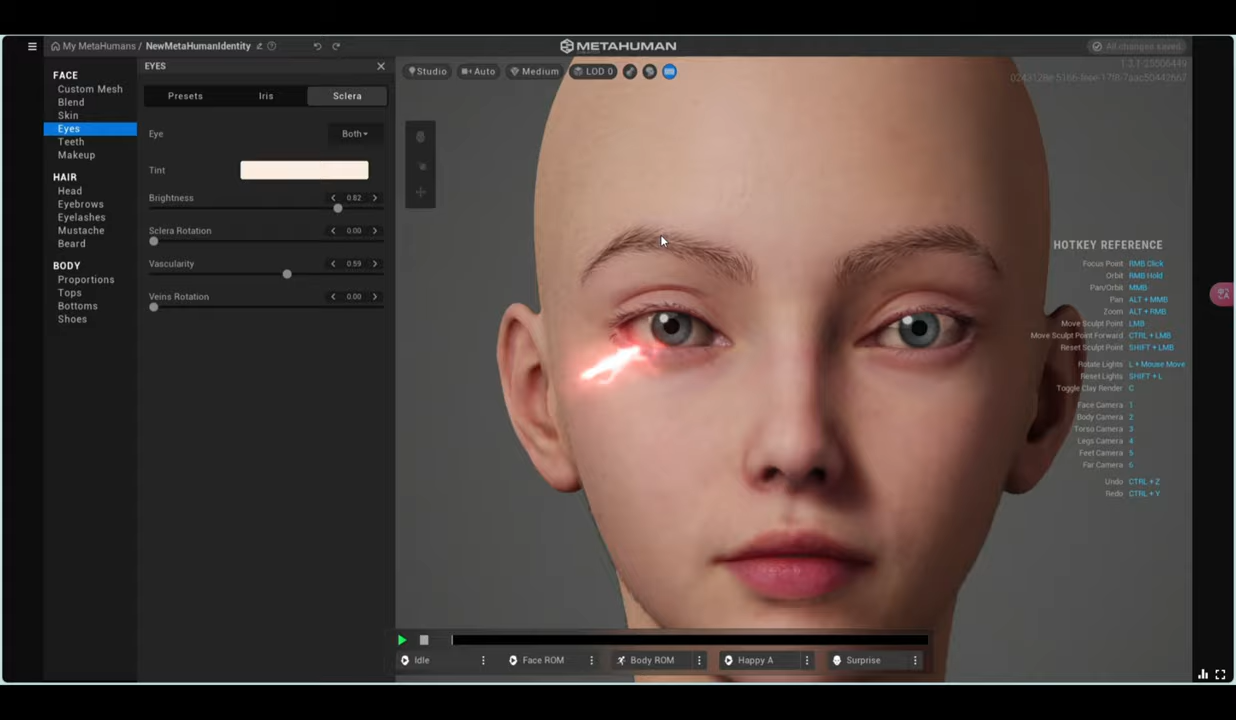 My MetaHumans / NewMetaHumanIdentity
METAHUMAN
All changes saved
FACE
Custom Mesh
Blend
Skin
Eyes
Teeth
Makeup
HAIR
Head
Eyebrows
Eyelashes
Mustache
Beard
BODY
Proportions
Tops
Bottoms
Shoes
EYES
Presets Iris Sclera
Eye Both
Tint
Brightness 0.82
Sclera Rotation 0.00
Vascularity 0.59
Veins Rotation 0.00
Studio Auto Medium LOD 0
HOTKEY REFERENCE
Focus Point RMB Click
Orbit RMB Hold
Pan/Orbit MMB
Pan ALT + MMB
Zoom ALT + RMB
Move Sculpt Point LMB
Move Sculpt Point Forward CTRL + LMB
Reset Sculpt Point SHIFT + LMB
Rotate Lights L + Mouse Move
Reset Lights SHIFT + L
Toggle Clay Render C
Face Camera 1
Body Camera 2
Torso Camera 3
Legs Camera 4
Feet Camera 5
Far Camera 6
Undo CTRL + Z
Redo CTRL + Y
Idle Face ROM Body ROM Happy A Surprise